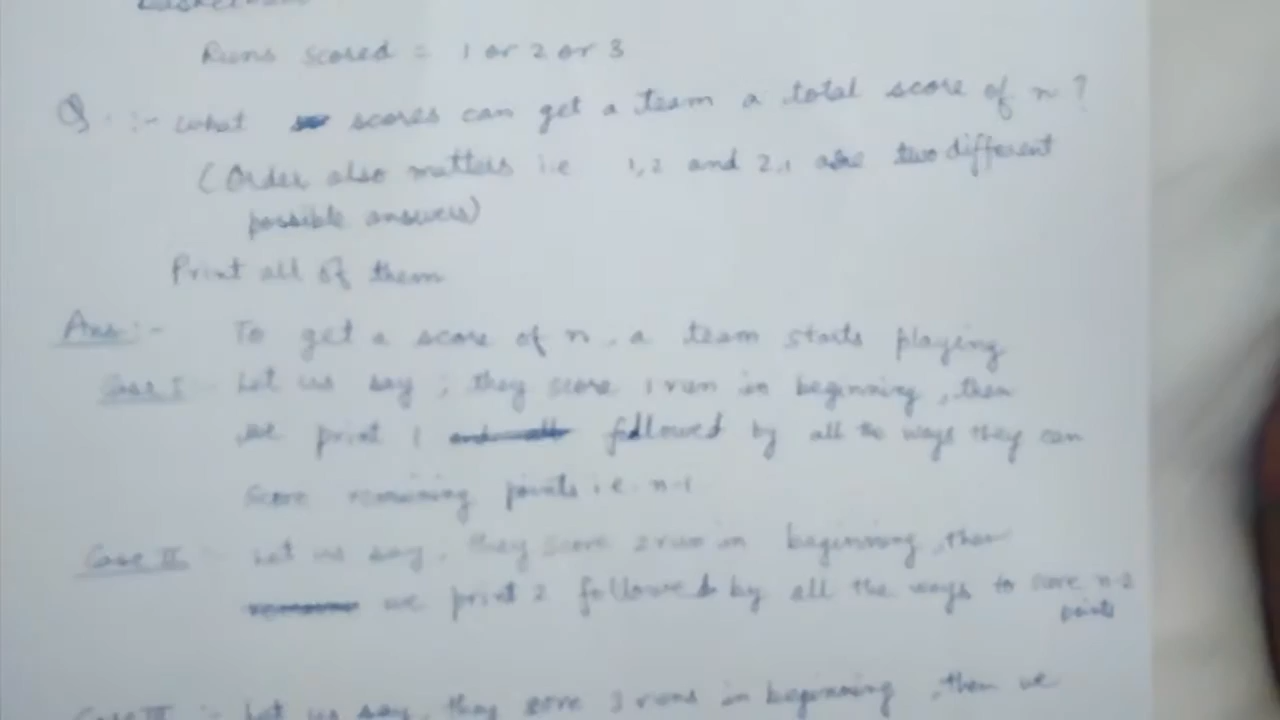 Runs scored = 1 or 2 or 3
Q. :- What scores can get a team a total score of n?
(Order also matters i.e 1,2 and 2,1 are two different
possible answers)
Print all of them
Ans:- To get a score of n, a team starts playing
Case I Let us say, they score 1 run in beginning, then
we print 1 followed by all the ways they can
score remaining points i.e. n-1
Case II Let us say, they score 2 run in beginning, then
we print 2 followed by all the ways to score n-2
points
Case III :- Let us say, they score 3 runs in beginning, then we